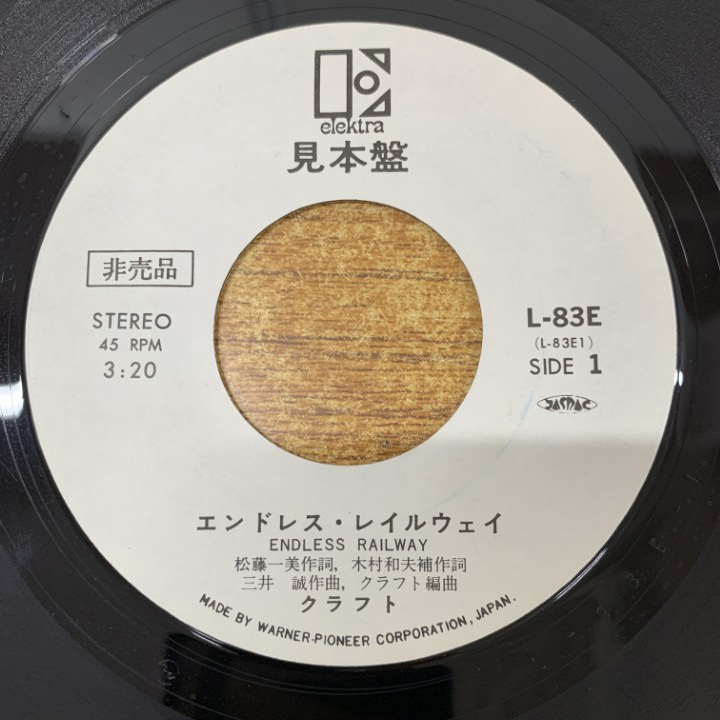 elektra
見本盤
非売品
STEREO
45 RPM
3:20
L-83E
(L-83E1)
SIDE 1
JASRAC
エンドレス・レイルウェイ
ENDLESS RAILWAY
松藤一美作詞, 木村和夫補作詞
三井 誠作曲, クラフト編曲
クラフト
MADE BY WARNER-PIONEER CORPORATION, JAPAN.